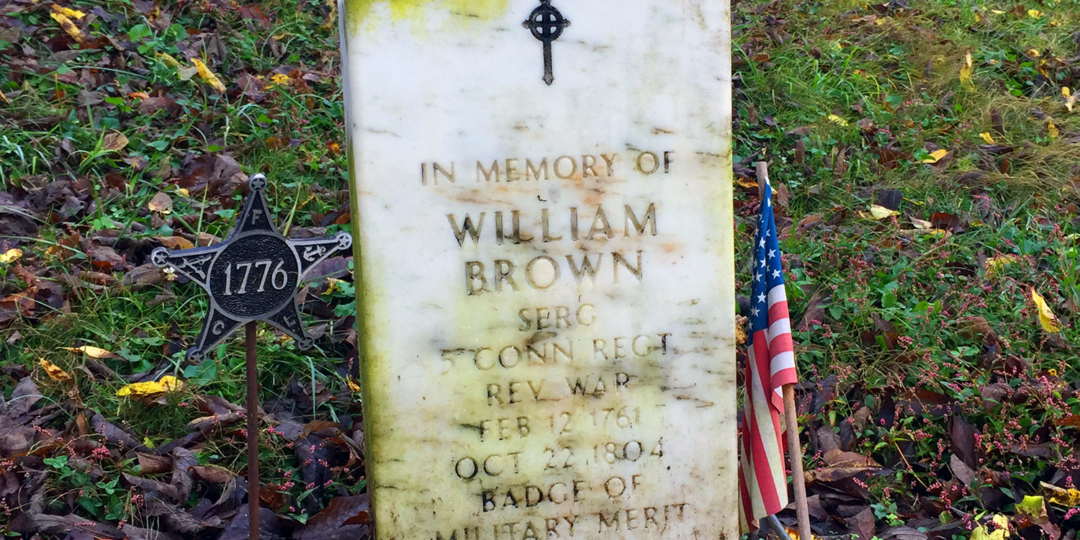 IN MEMORY OF
WILLIAM
BROWN
SERG
5 CONN REGT
REV WAR
FEB 12 1761
OCT 22 1804
BADGE OF
MILITARY MERIT
1776